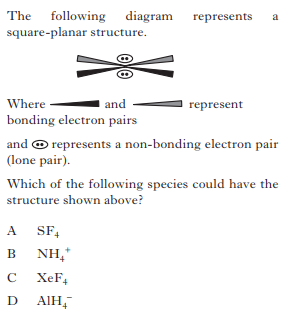 The following diagram represents a
square-planar structure.
Where and represent
bonding electron pairs
and represents a non-bonding electron pair
(lone pair).
Which of the following species could have the
structure shown above?
A SF₄
B NH₄⁺
C XeF₄
D AlH₄⁻